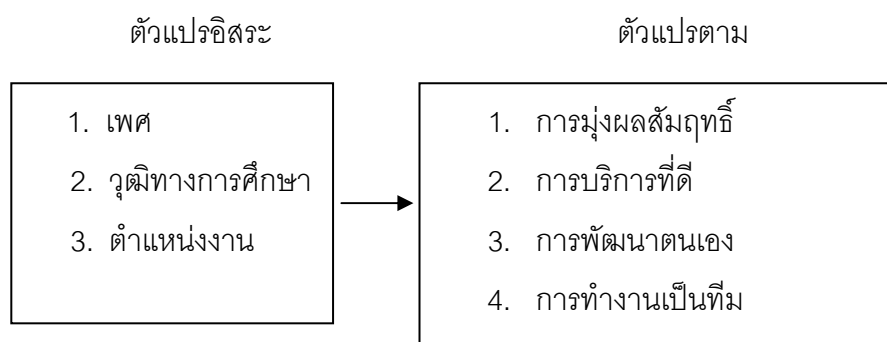 ตัวแปรอิสระ
1. เพศ
2. วุฒิทางการศึกษา
3. ตำแหน่งงาน
ตัวแปรตาม
1. การมุ่งผลสัมฤทธิ์
2. การบริการที่ดี
3. การพัฒนาตนเอง
4. การทำงานเป็นทีม